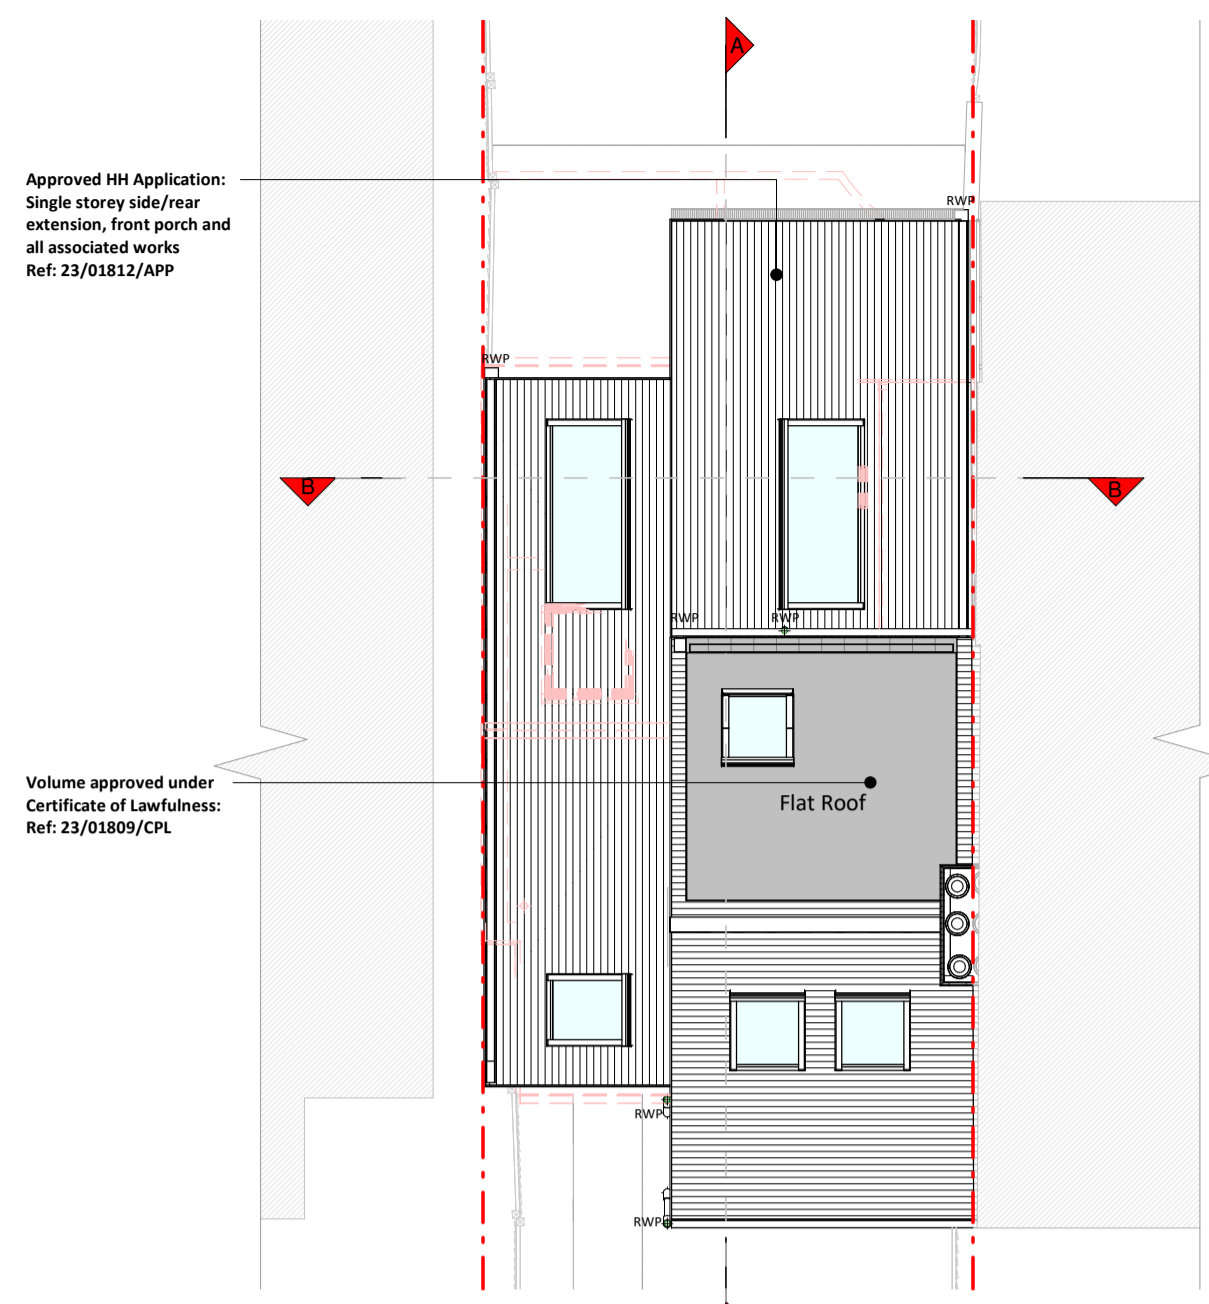 A
Approved HH Application:
Single storey side/rear
extension, front porch and
all associated works
Ref: 23/01812/APP
RWP
RWP
B
B
RWP
RWP
Volume approved under
Certificate of Lawfulness:
Ref: 23/01809/CPL
Flat Roof
RWP
RWP